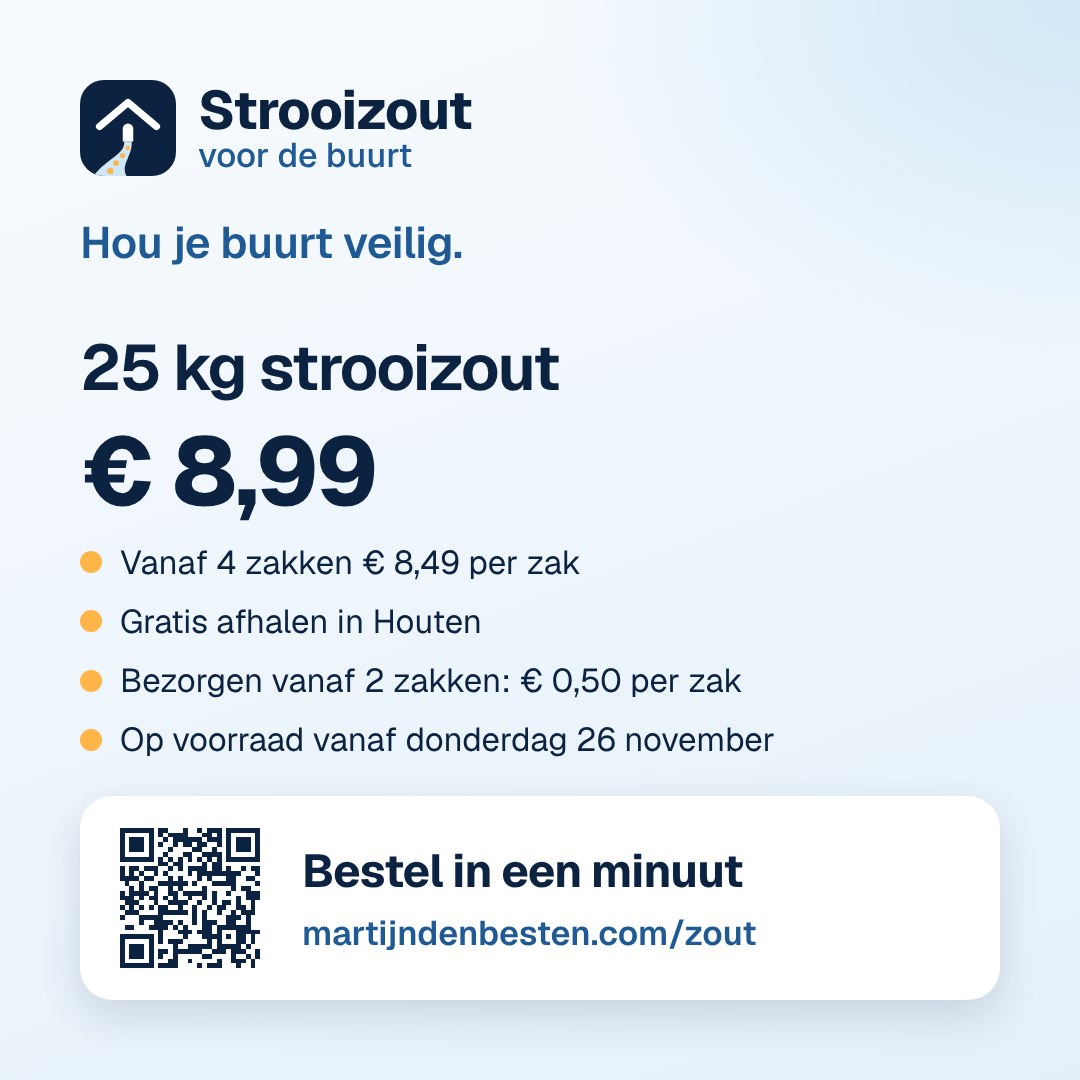 Strooizout
voor de buurt
Hou je buurt veilig.
25 kg strooizout
€ 8,99
Vanaf 4 zakken € 8,49 per zak
Gratis afhalen in Houten
Bezorgen vanaf 2 zakken: € 0,50 per zak
Op voorraad vanaf donderdag 26 november
Bestel in een minuut
martijndenbesten.com/zout